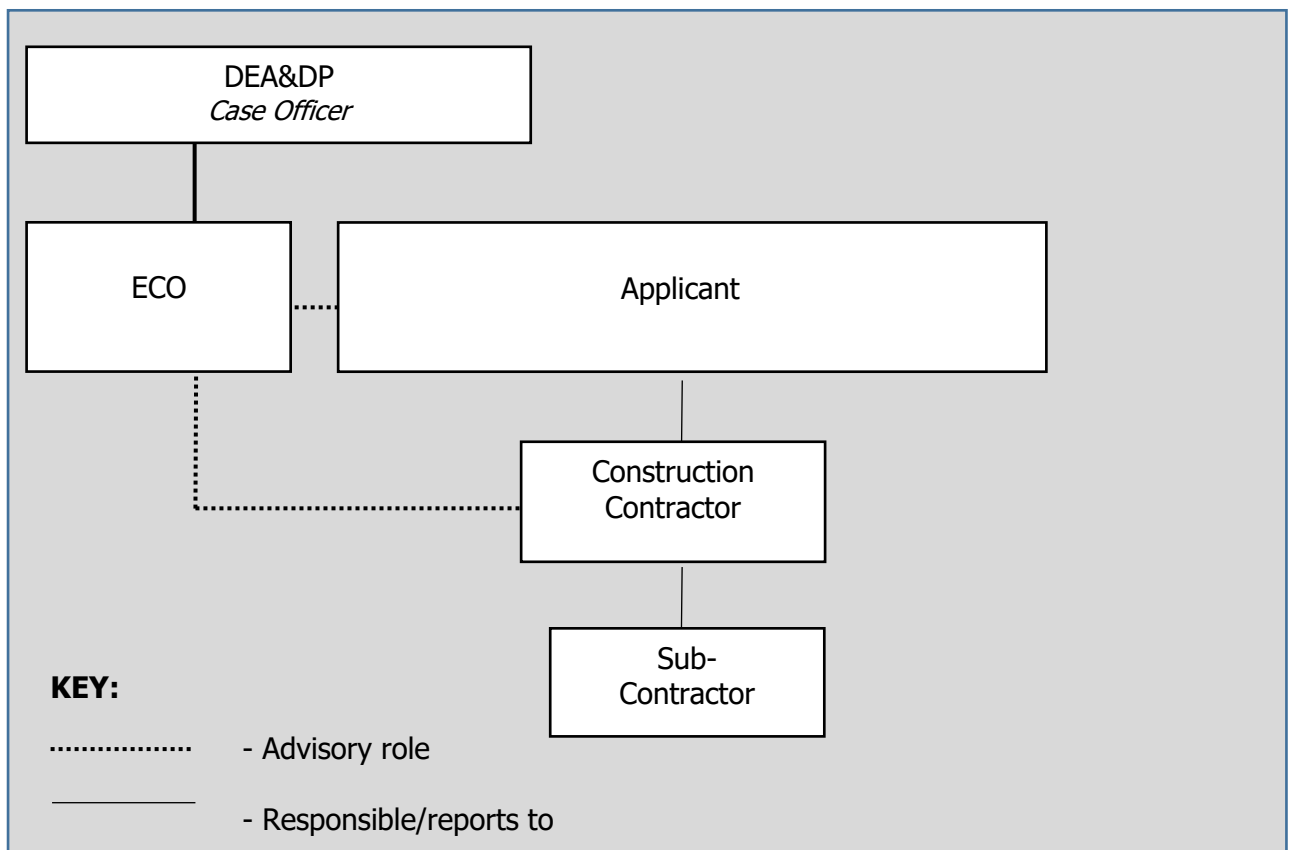 DEA&DP
Case Officer
ECO
Applicant
Construction
Contractor
Sub-
Contractor
KEY:
- Advisory role
- Responsible/reports to